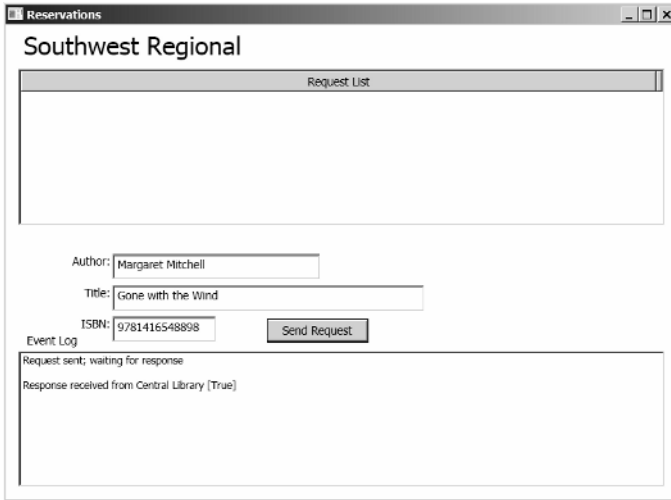 Reservations
Southwest Regional
Request List
Author: Margaret Mitchell
Title: Gone with the Wind
ISBN: 9781416548898 Send Request
Event Log
Request sent; waiting for response
Response received from Central Library [True]